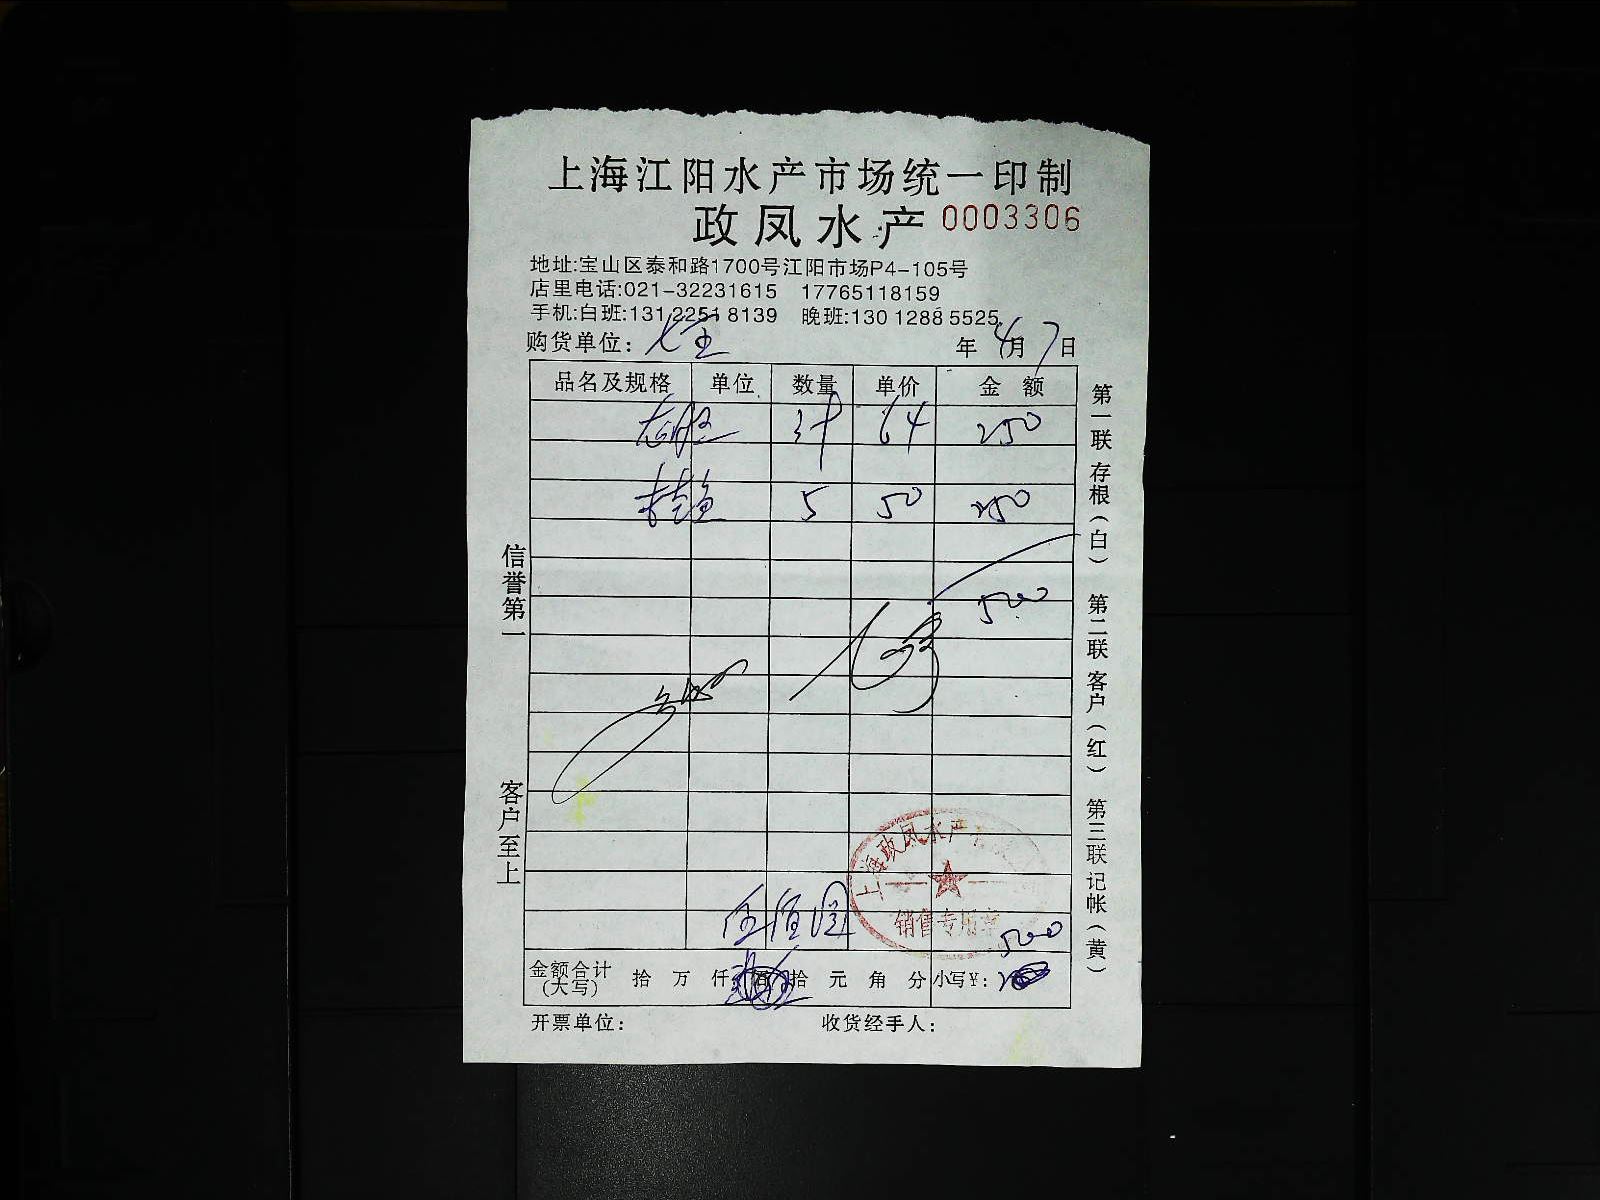 上海江阳水产市场统一印制
政凤水产 0003306
地址:宝山区泰和路1700号江阳市场P4-105号
店里电话:021-32231615 17765118159
手机:白班:13122518139 晚班:13012885525
购货单位: 年 4月 7日
品名及规格 单位 数量 单价 金 额
64 250
5 50 250
500
信誉第一
客户至上
第一联 存根(白) 第二联 客户(红) 第三联 记帐(黄)
上海政凤水产
销售专用章
伍佰圆 500
金额合计(大写) 拾 万 仟 佰 拾 元 角 分 小写¥:
开票单位: 收货经手人: